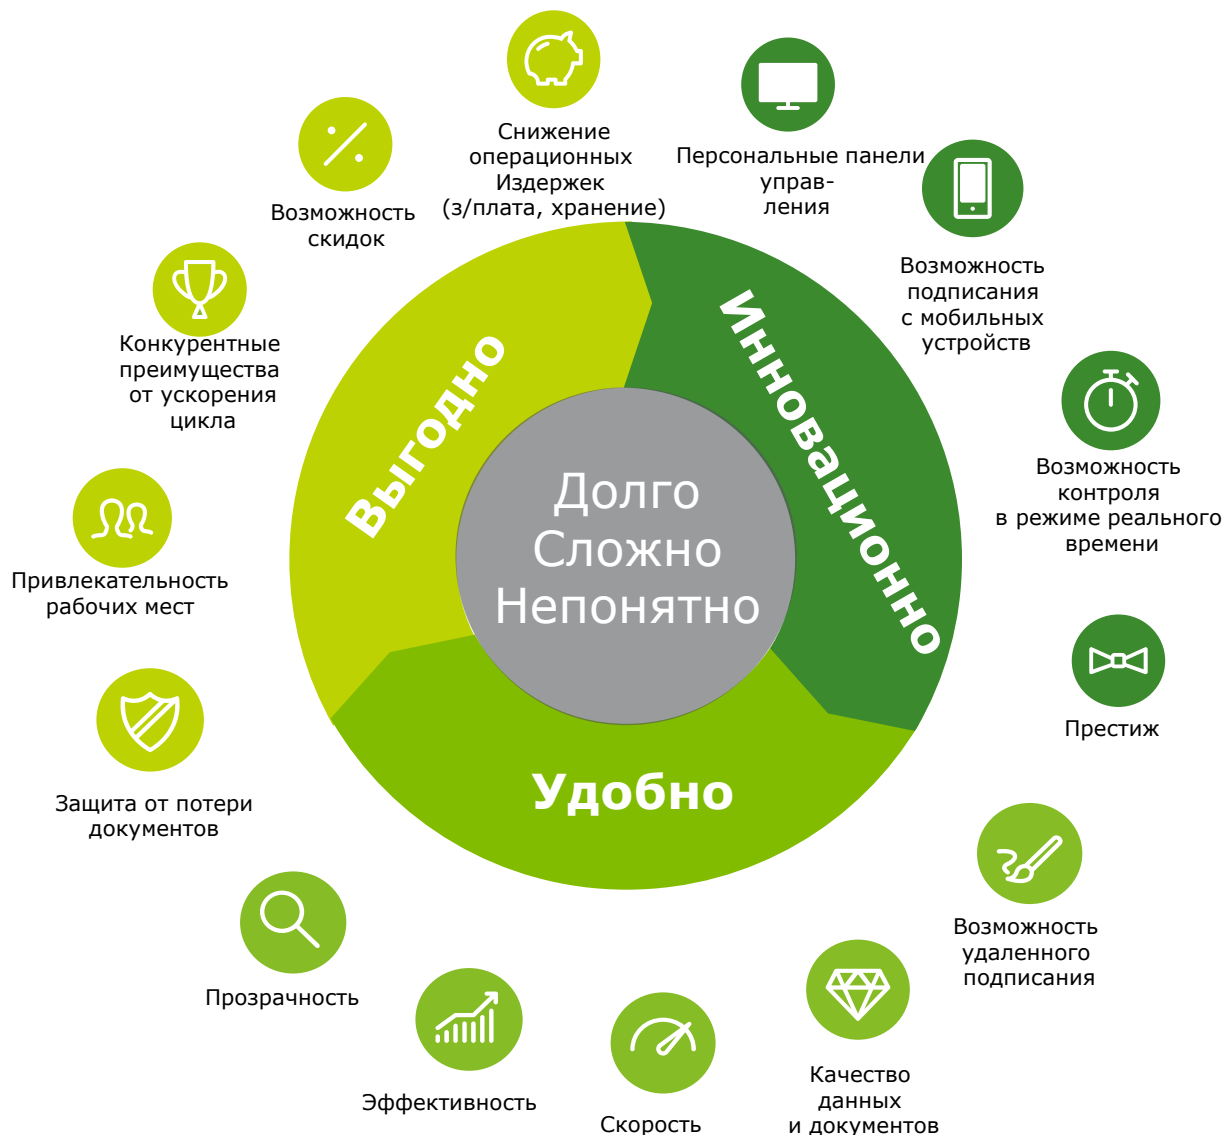 Снижение
операционных
Издержек
(з/плата, хранение)
Персональные панели
управ-
ления
Возможность
подписания
с мобильных
устройств
Возможность
контроля
в режиме реального
времени
Престиж
Возможность
удаленного
подписания
Качество
данных
и документов
Скорость
Эффективность
Прозрачность
Защита от потери
документов
Привлекательность
рабочих мест
Конкурентные
преимущества
от ускорения
цикла
Возможность
скидок
Выгодно
Инновационно
Удобно
Долго
Сложно
Непонятно